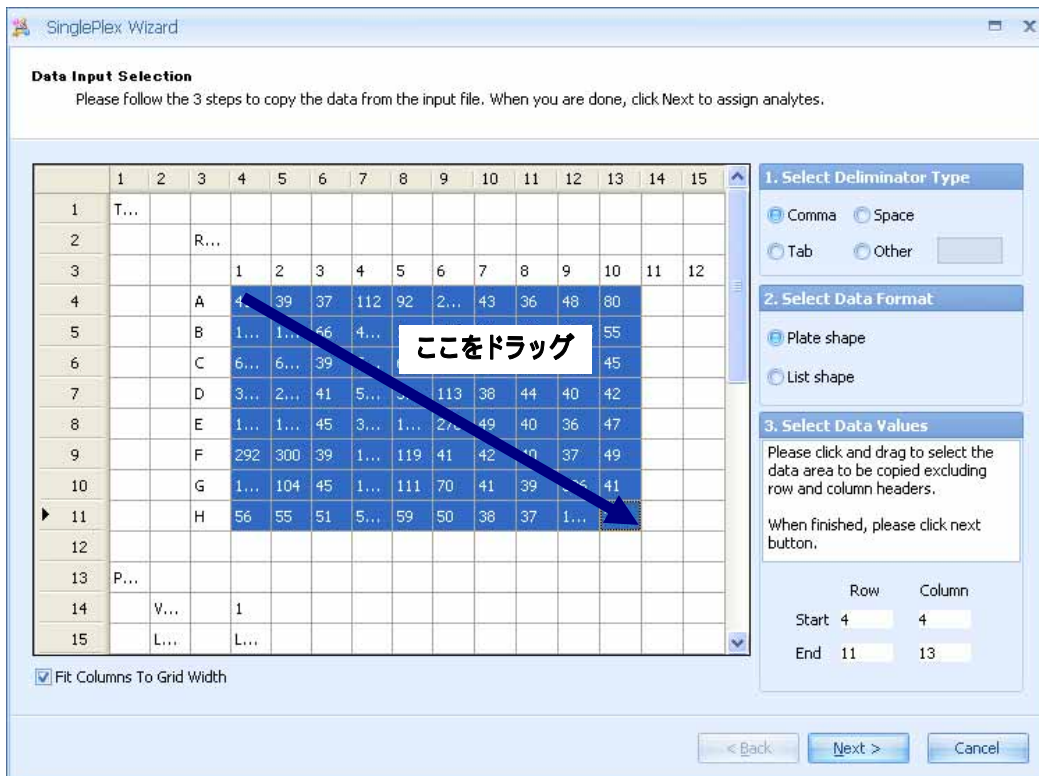 SinglePlex Wizard
Data Input Selection
Please follow the 3 steps to copy the data from the input file. When you are done, click Next to assign analytes.
1 2 3 4 5 6 7 8 9 10 11 12 13 14 15
1 T...
2 R...
3 1 2 3 4 5 6 7 8 9 10 11 12
4 A 39 37 112 92 2... 43 36 48 80
5 B 1... 1... 66 4... 55
6 C 6... 6... 39 45
7 D 3... 2... 41 5... 113 38 44 40 42
8 E 1... 1... 45 3... 1... 49 40 36 47
9 F 292 300 39 1... 119 41 42 37 49
10 G 1... 104 45 1... 111 70 41 39 41
11 H 56 55 51 5... 59 50 38 37 1...
12
13 P...
14 V... 1
15 L... L...
ここをドラッグ
Fit Columns To Grid Width
1. Select Deliminator Type
Comma Space
Tab Other
2. Select Data Format
Plate shape
List shape
3. Select Data Values
Please click and drag to select the
data area to be copied excluding
row and column headers.
When finished, please click next
button.
Row Column
Start 4 4
End 11 13
< Back Next > Cancel